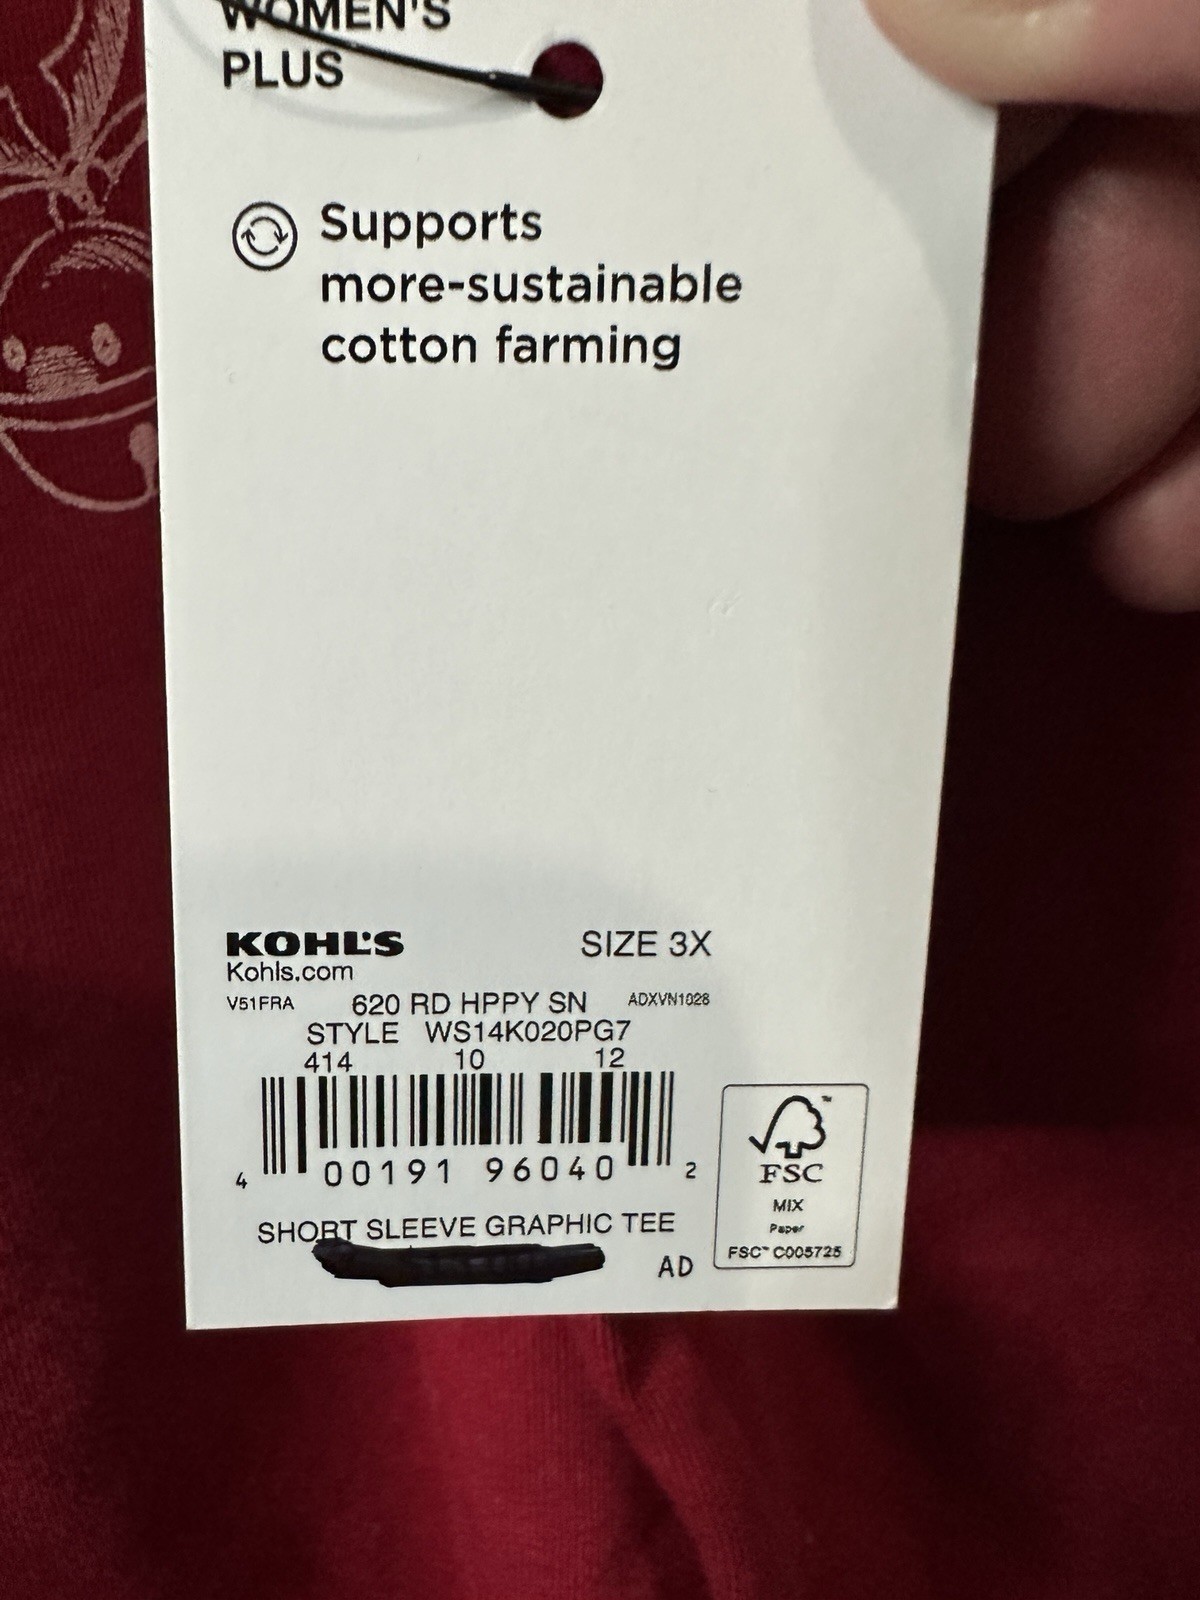 WOMEN'S
PLUS
Supports
more-sustainable
cotton farming
KOHL'S
SIZE 3X
Kohls.com
V51FRA 620 RD HPPY SN ADXVN1028
STYLE WS14K020PG7
414 10 12
4 00191 96040 2
SHORT SLEEVE GRAPHIC TEE
AD
FSC
MIX
Paper
FSC™ C005725